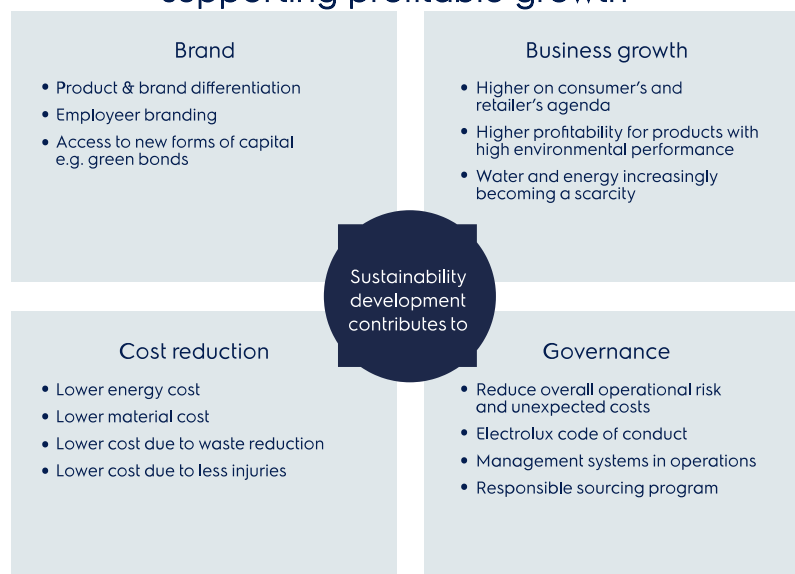 supporting profitable growth
Brand
• Product & brand differentiation
• Employeer branding
• Access to new forms of capital
e.g. green bonds
Business growth
• Higher on consumer's and
retailer's agenda
• Higher profitability for products with
high environmental performance
• Water and energy increasingly
becoming a scarcity
Sustainability
development
contributes to
Cost reduction
• Lower energy cost
• Lower material cost
• Lower cost due to waste reduction
• Lower cost due to less injuries
Governance
• Reduce overall operational risk
and unexpected costs
• Electrolux code of conduct
• Management systems in operations
• Responsible sourcing program